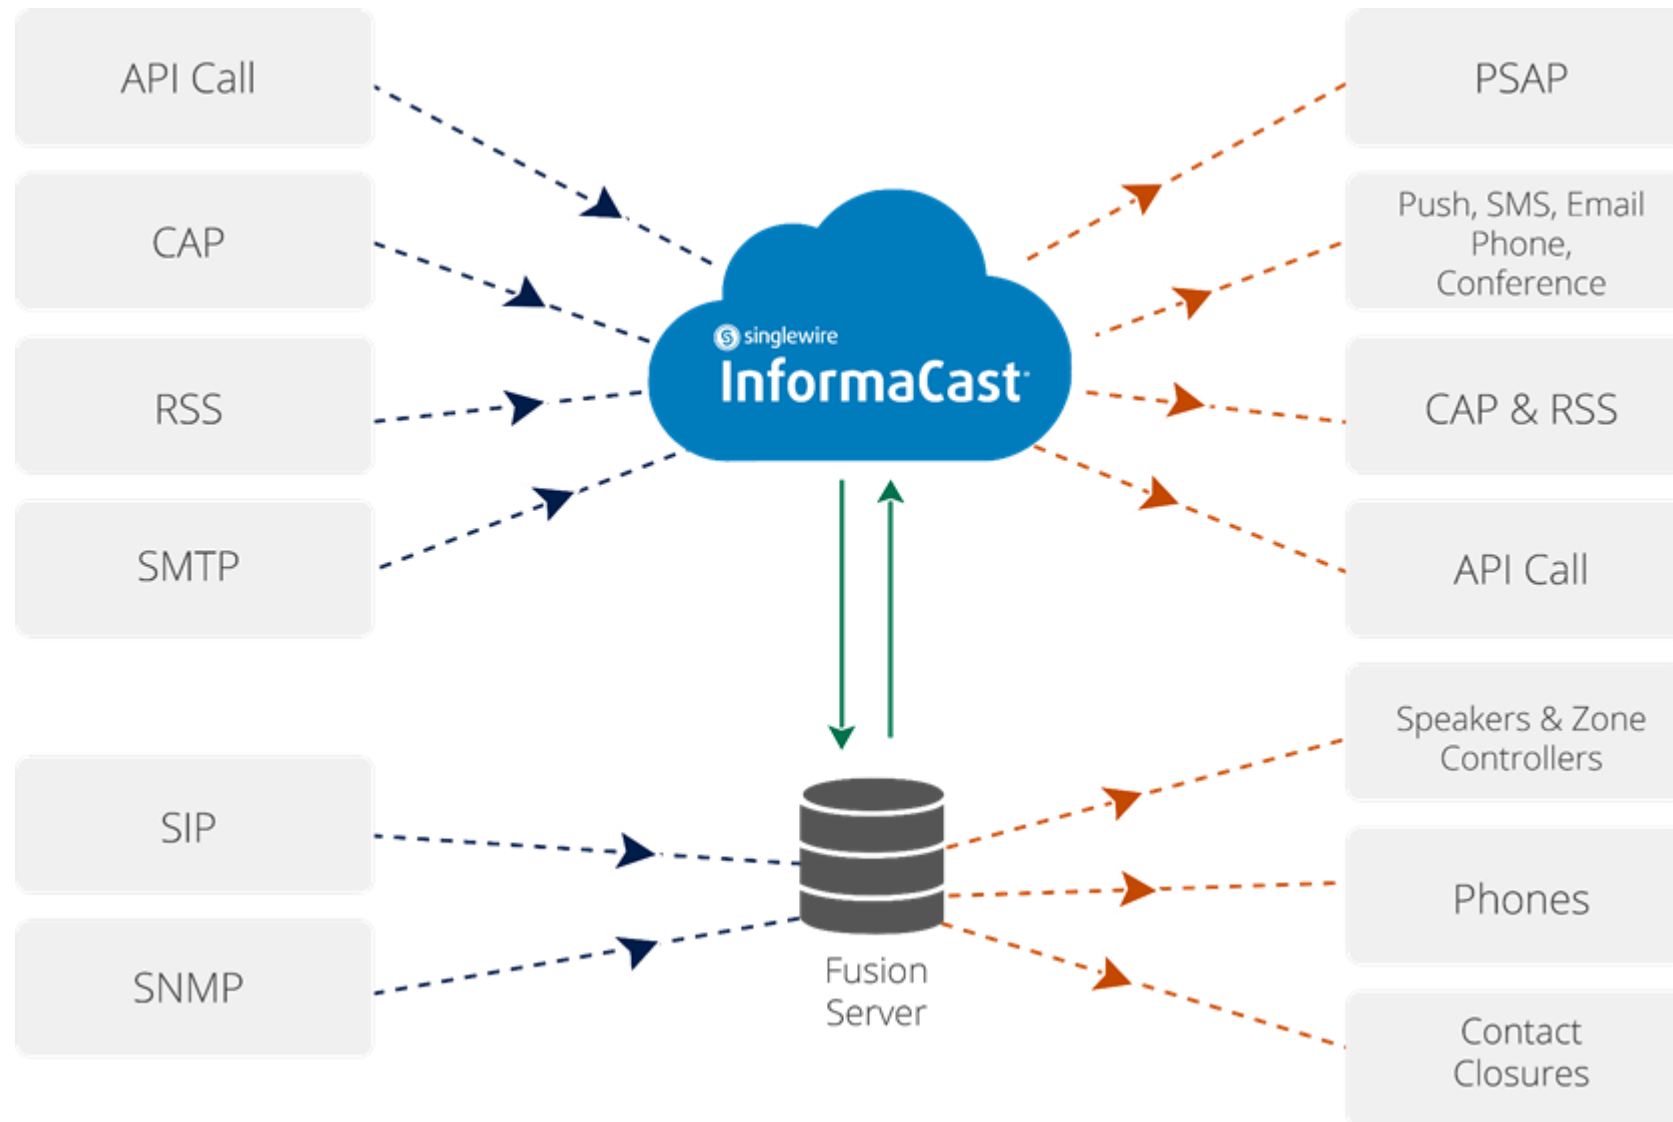 API Call
CAP
RSS
SMTP
SIP
SNMP
singlewire
InformaCast
Fusion
Server
PSAP
Push, SMS, Email
Phone,
Conference
CAP & RSS
API Call
Speakers & Zone
Controllers
Phones
Contact
Closures